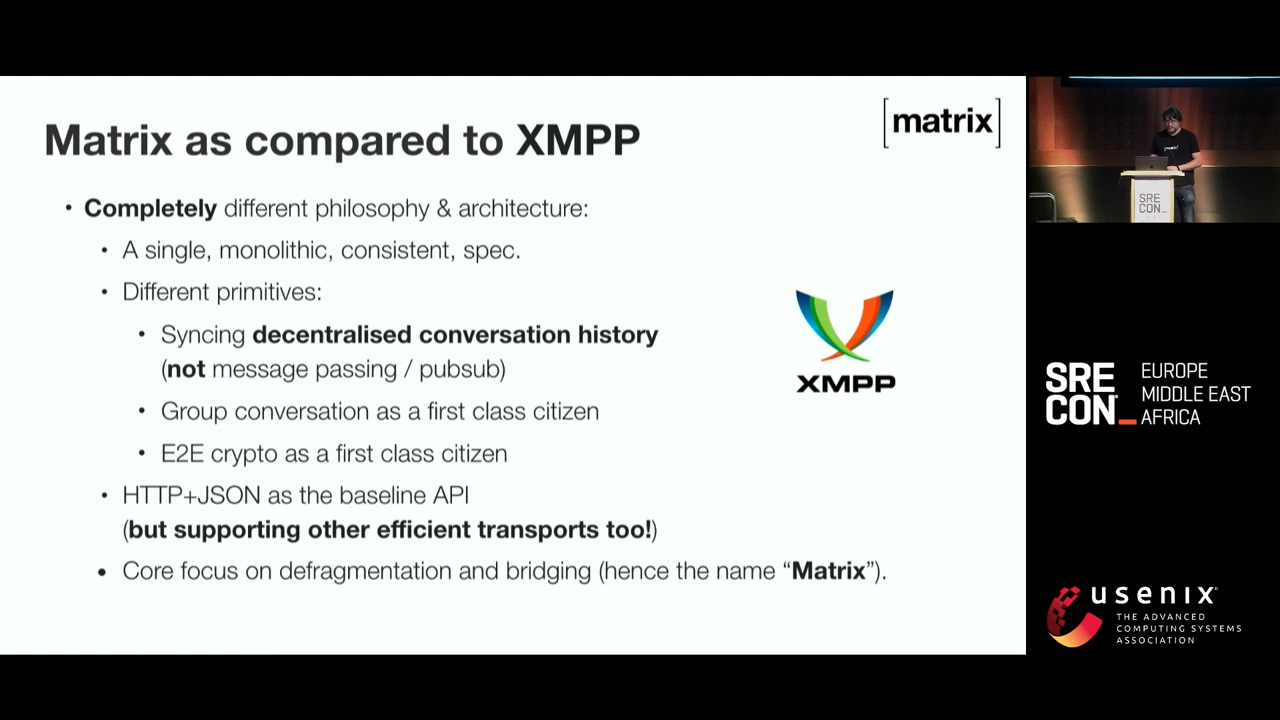 Matrix as compared to XMPP
[matrix]
• Completely different philosophy & architecture:
• A single, monolithic, consistent, spec.
• Different primitives:
• Syncing decentralised conversation history
(not message passing / pubsub)
• Group conversation as a first class citizen
• E2E crypto as a first class citizen
• HTTP+JSON as the baseline API
(but supporting other efficient transports too!)
• Core focus on defragmentation and bridging (hence the name “Matrix”).
XMPP
SRE
CON_
SRE
CON_
EUROPE
MIDDLE EAST
AFRICA
usenix
THE ADVANCED
COMPUTING SYSTEMS
ASSOCIATION